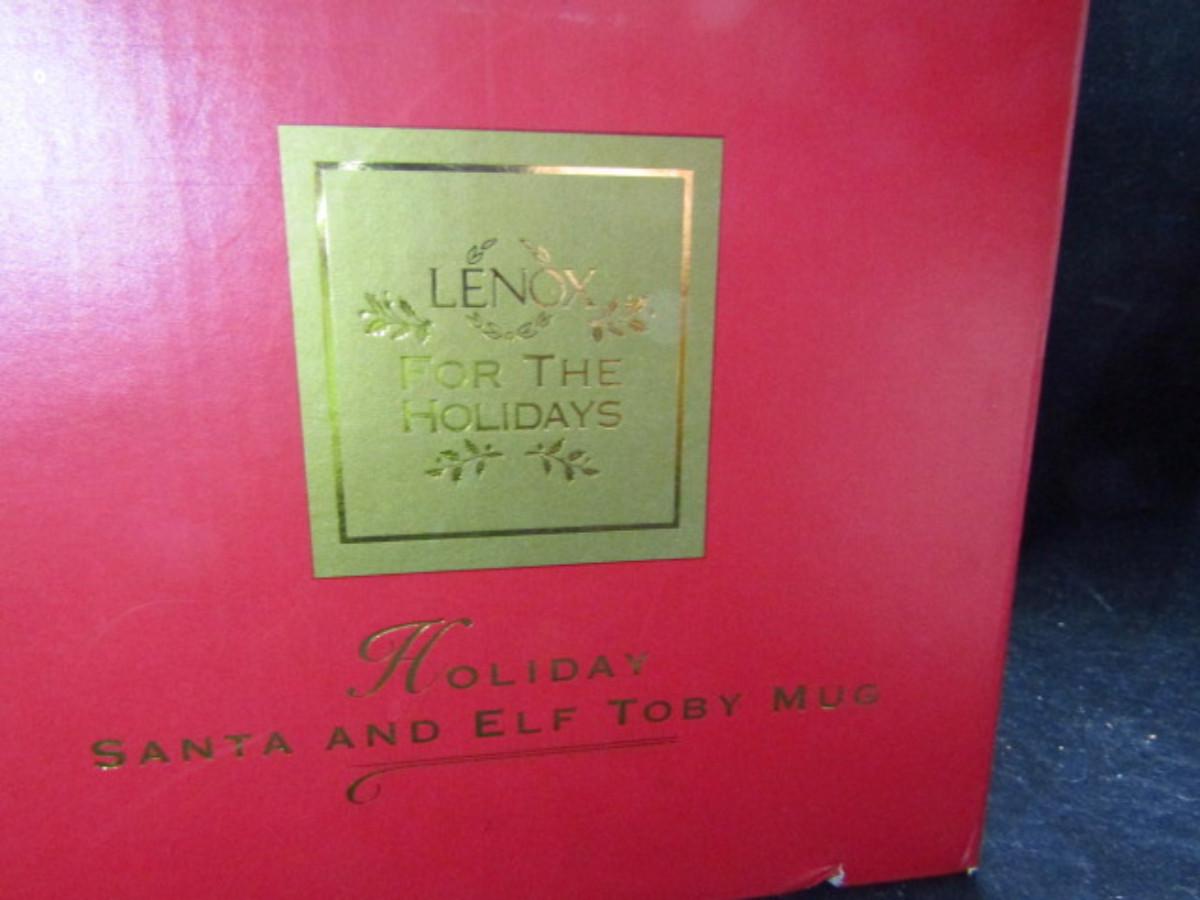 LENOX
FOR THE
HOLIDAYS
HOLIDAY
SANTA AND ELF TOBY MUG